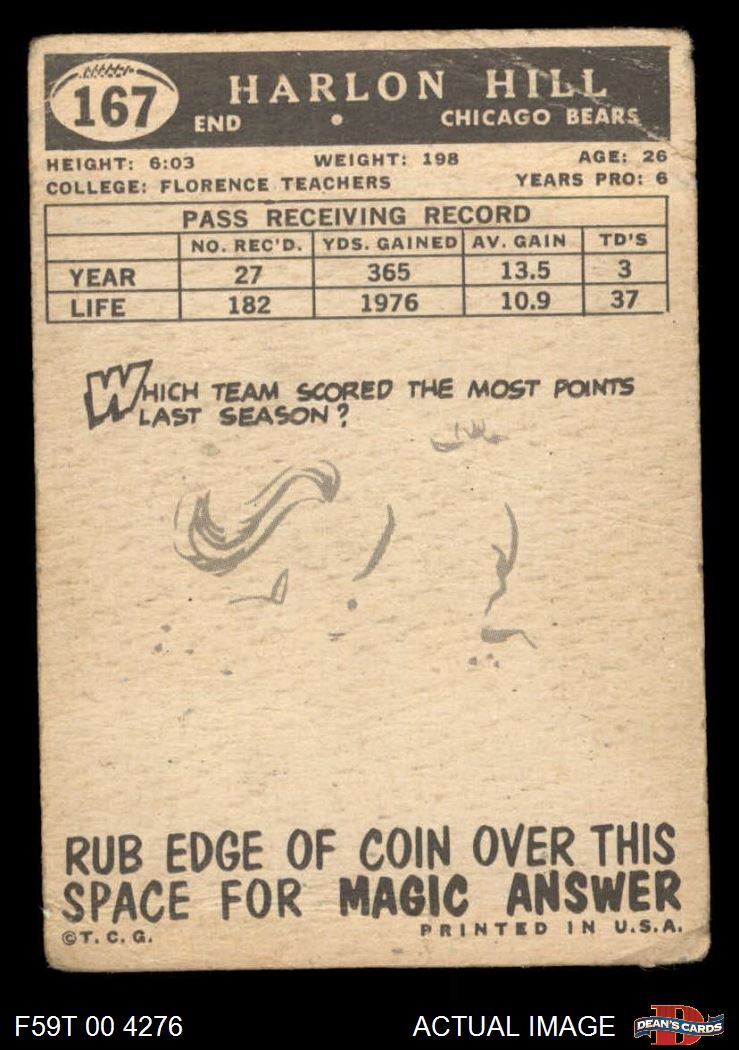 167
HARLON HILL
END • CHICAGO BEARS
HEIGHT: 6:03 WEIGHT: 198 AGE: 26
COLLEGE: FLORENCE TEACHERS YEARS PRO: 6
PASS RECEIVING RECORD
NO. REC'D. YDS. GAINED AV. GAIN TD'S
YEAR 27 365 13.5 3
LIFE 182 1976 10.9 37
WHICH TEAM SCORED THE MOST POINTS
LAST SEASON?
RUB EDGE OF COIN OVER THIS
SPACE FOR MAGIC ANSWER
©T. C. G. PRINTED IN U.S.A.
F59T 00 4276 ACTUAL IMAGE DEAN'S CARDS